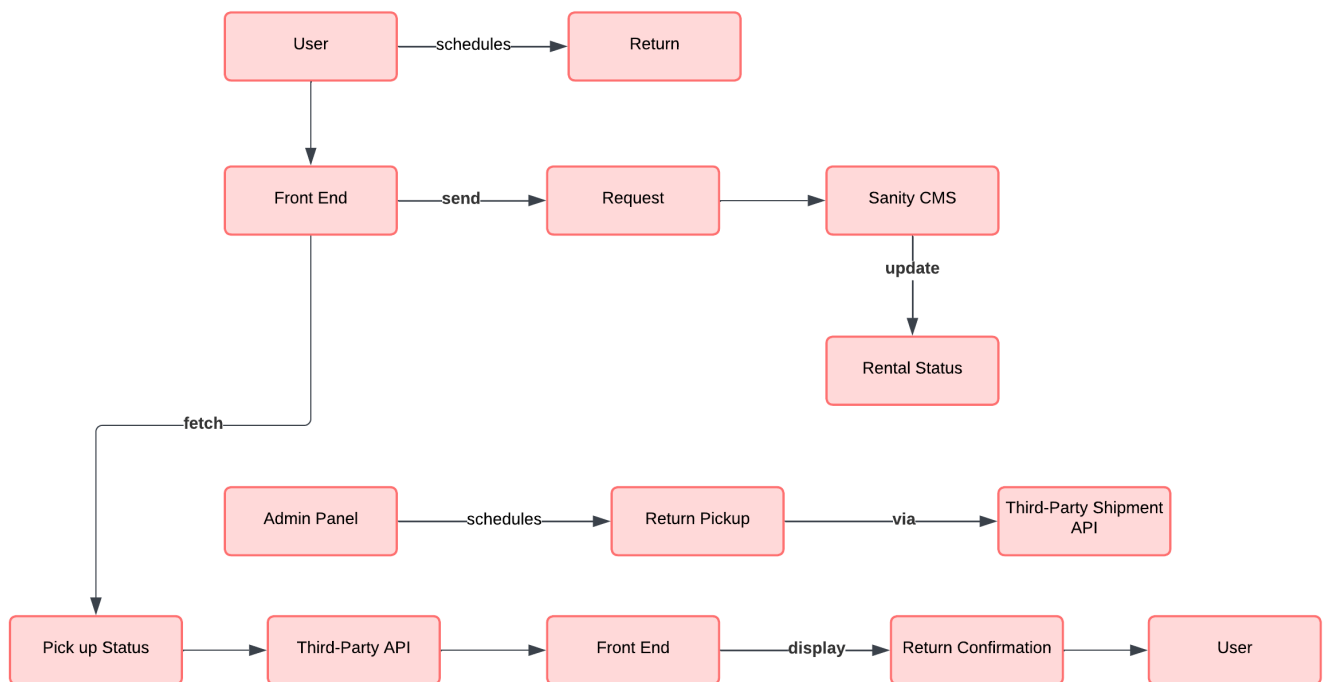 User
schedules
Return
Front End
send
Request
Sanity CMS
update
Rental Status
fetch
Admin Panel
schedules
Return Pickup
via
Third-Party Shipment
API
Pick up Status
Third-Party API
Front End
display
Return Confirmation
User